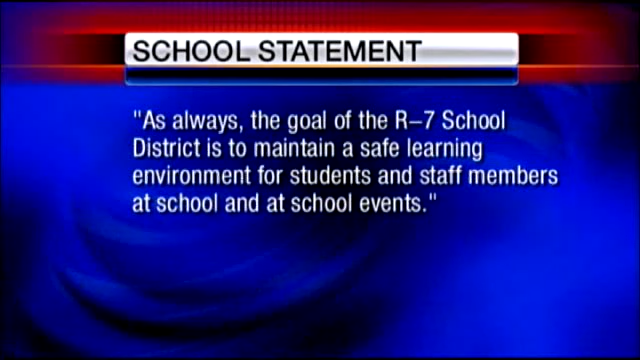 SCHOOL STATEMENT
"As always, the goal of the R–7 School
District is to maintain a safe learning
environment for students and staff members
at school and at school events."